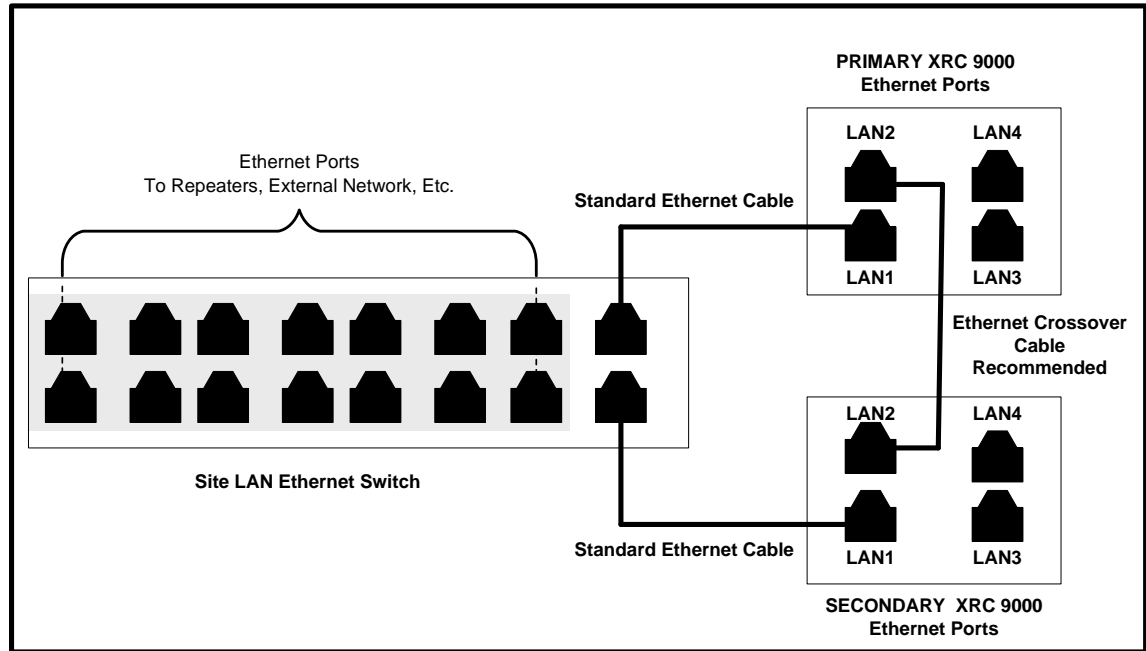 PRIMARY XRC 9000
Ethernet Ports
LAN2
LAN4
LAN1
LAN3
Ethernet Ports
To Repeaters, External Network, Etc.
Standard Ethernet Cable
Ethernet Crossover
Cable
Recommended
Site LAN Ethernet Switch
Standard Ethernet Cable
LAN2
LAN4
LAN1
LAN3
SECONDARY XRC 9000
Ethernet Ports